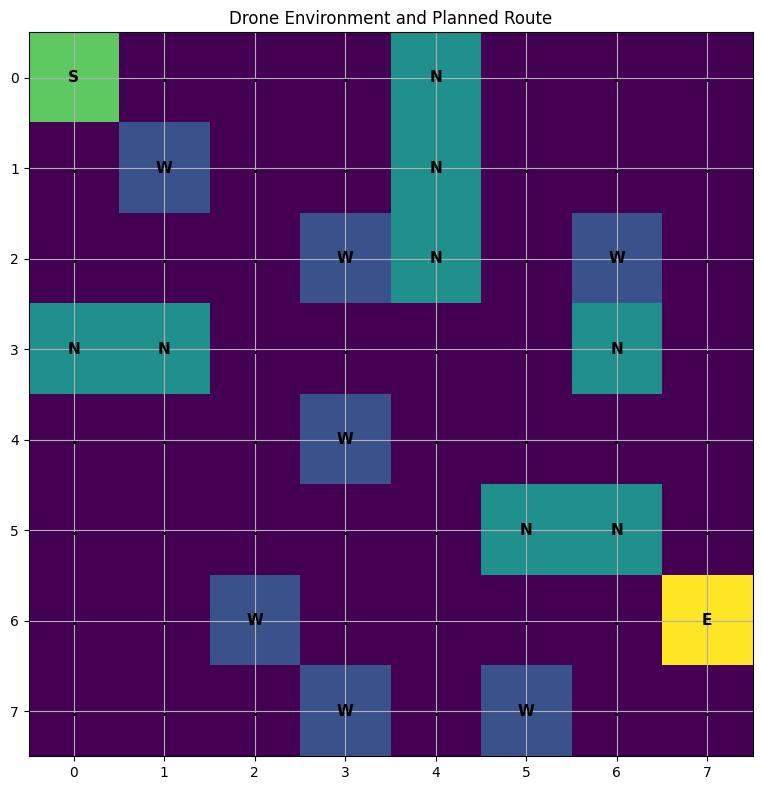 Drone Environment and Planned Route
0 S . . . N . . .
1 . W . . N . . .
2 . . . W N . W .
3 N N . . . . N .
4 . . . W . . . .
5 . . . . . N N .
6 . . W . . . . E
7 . . . W . W . .
0 1 2 3 4 5 6 7